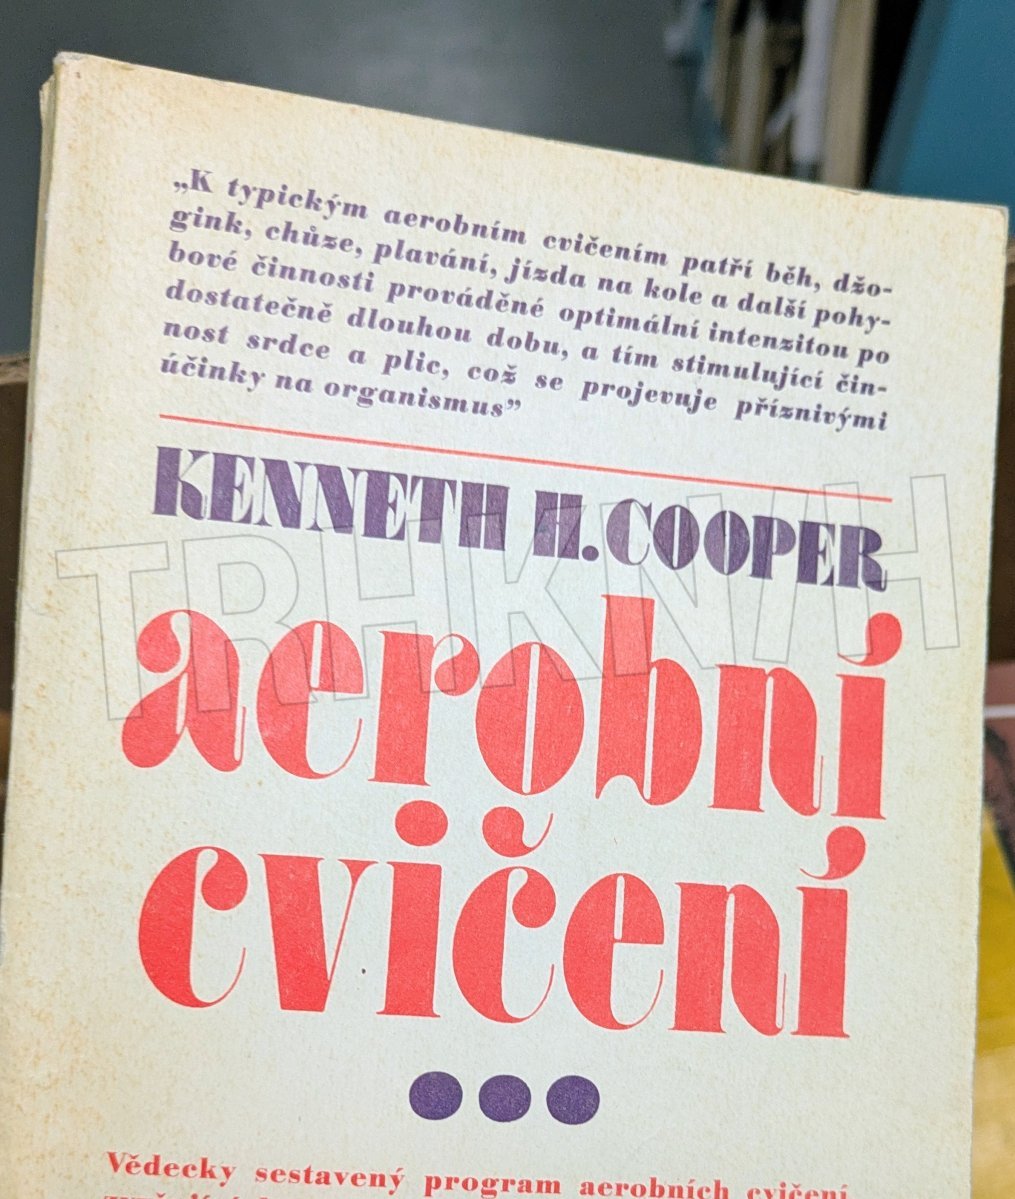 „K typickým aerobním cvičením patří běh, džo-
gink, chůze, plavání, jízda na kole a další pohy-
bové činnosti prováděné optimální intenzitou po
dostatečně dlouhou dobu, a tím stimulující čin-
nost srdce a plic, což se projevuje příznivými
účinky na organismus”
KENNETH H. COOPER
TRHKNIH
aerobní
cvičení
Vědecky sestavený program aerobních cvičení